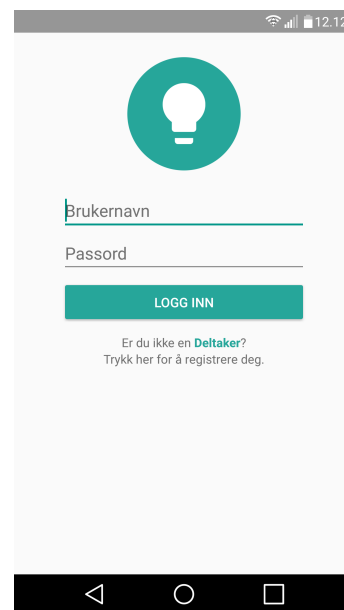 12.12
Brukernavn
Passord
LOGG INN
Er du ikke en Deltaker?
Trykk her for å registrere deg.